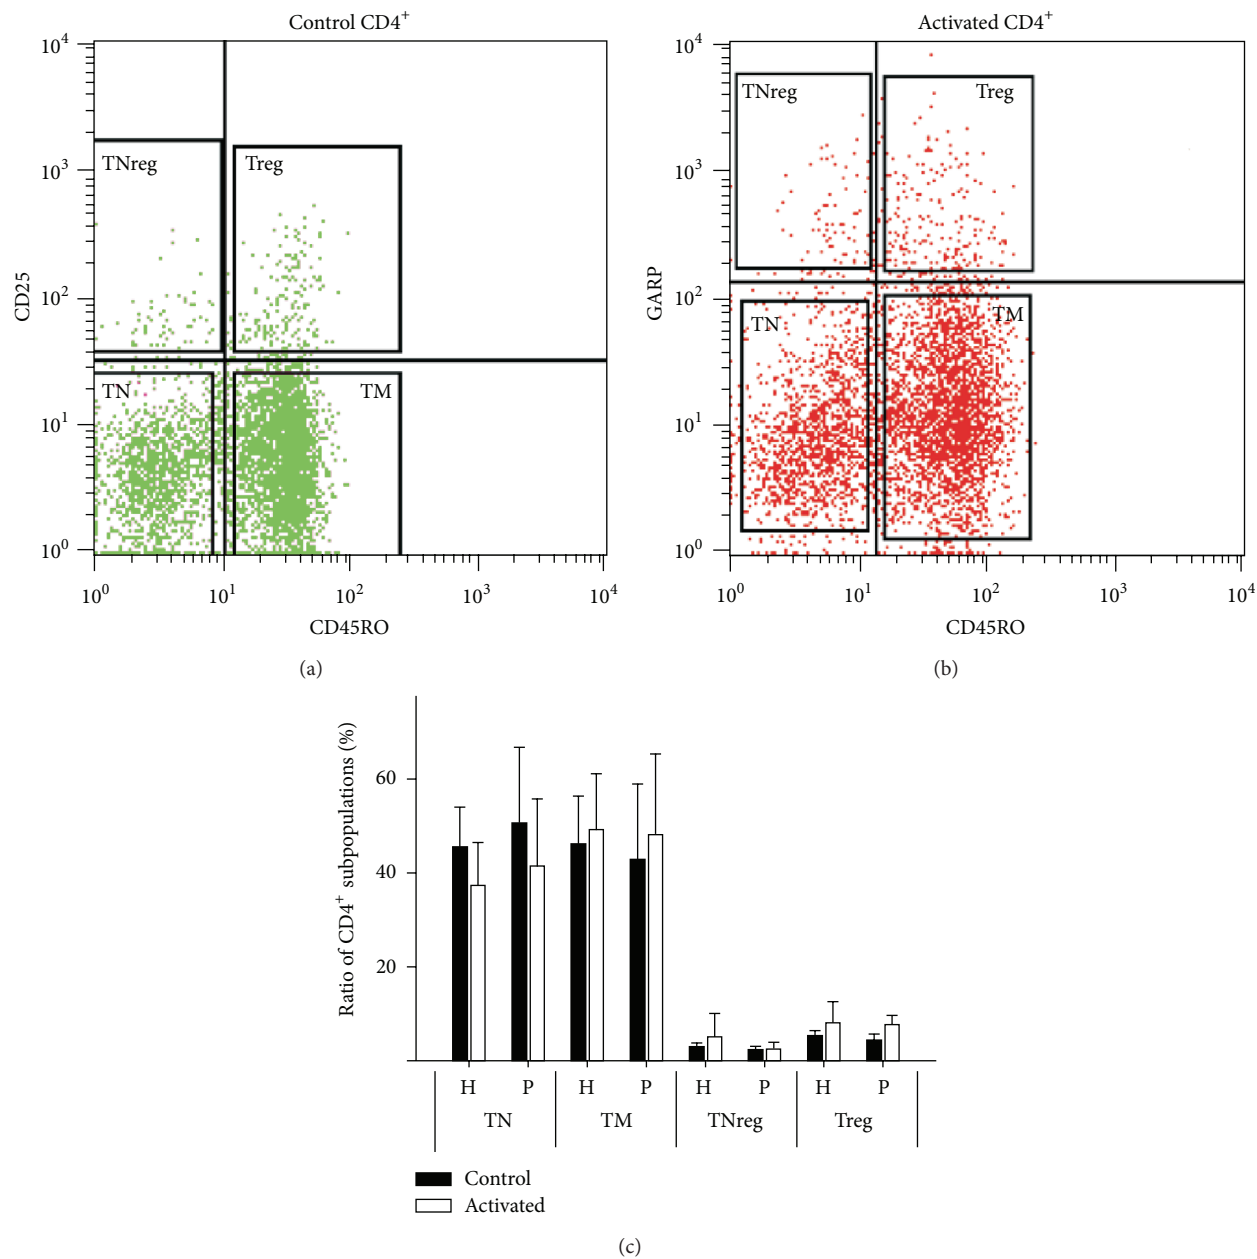 Control CD4+
10^4
10^3
10^2
10^1
10^0
CD25
TNreg
Treg
TN
TM
10^0
10^1
10^2
10^3
10^4
CD45RO
(a)
Activated CD4+
10^4
10^3
10^2
10^1
10^0
GARP
TNreg
Treg
TN
TM
10^0
10^1
10^2
10^3
10^4
CD45RO
(b)
Ratio of CD4+ subpopulations (%)
60
40
20
H P H P H P H P
TN TM TNreg Treg
Control
Activated
(c)